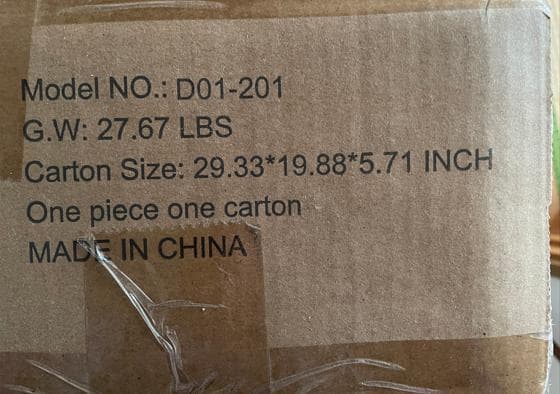 Model NO.: D01-201
G.W: 27.67 LBS
Carton Size: 29.33*19.88*5.71 INCH
One piece one carton
MADE IN CHINA